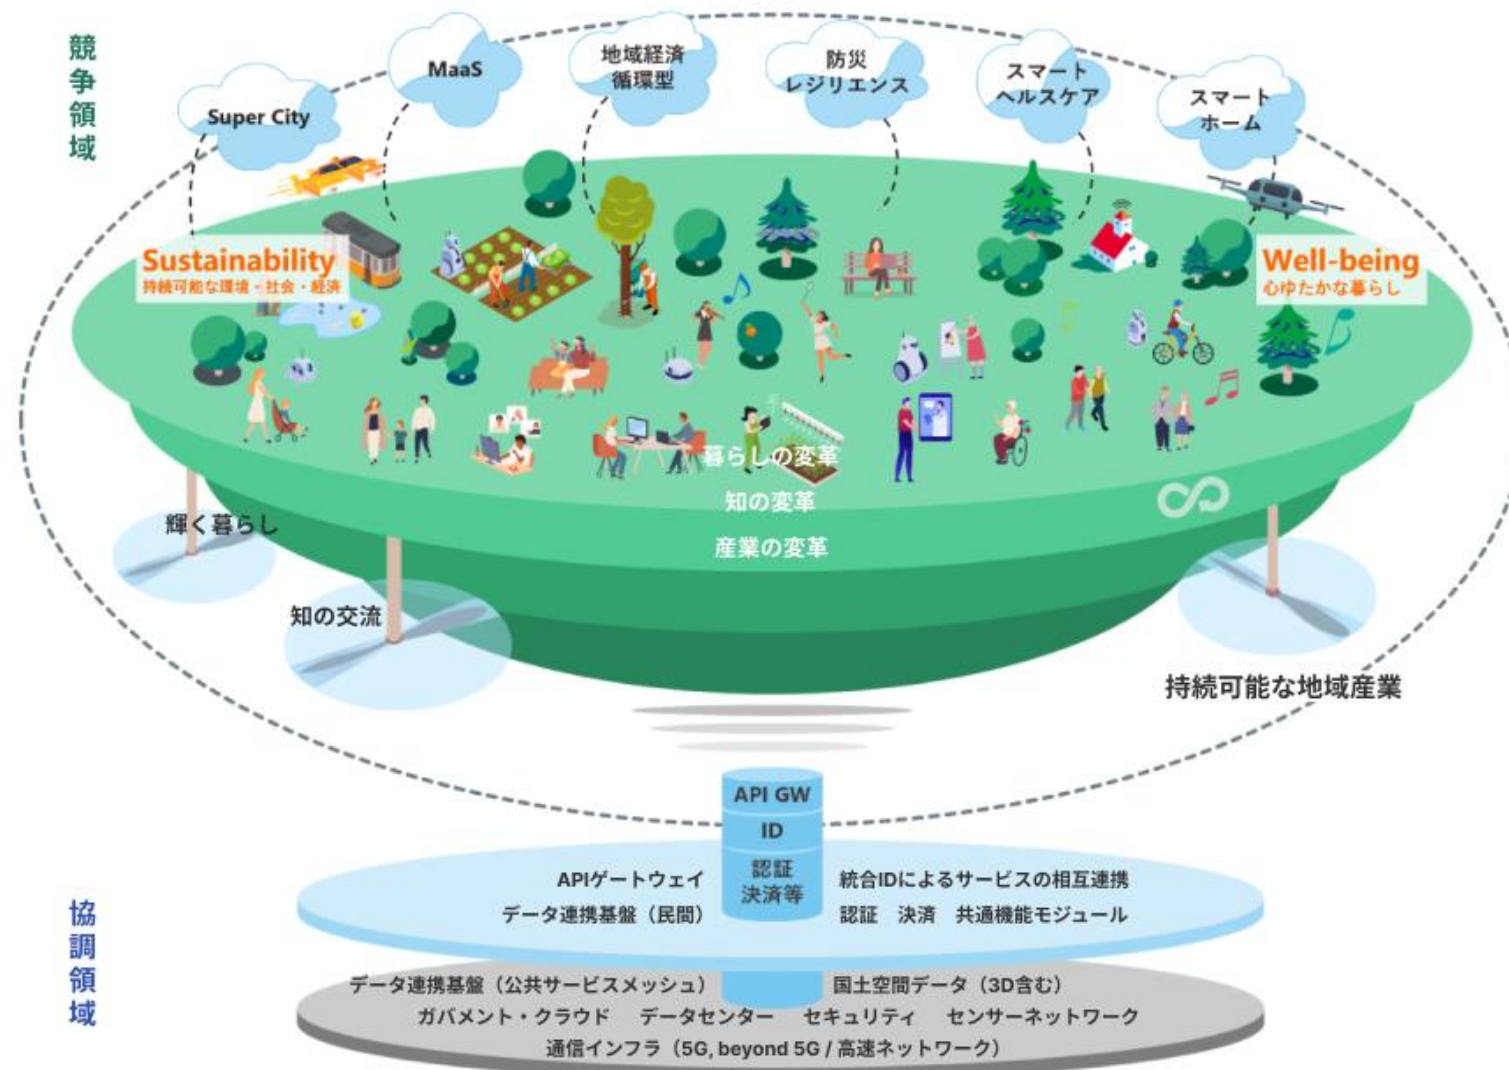 競争領域
Super City
MaaS
地域経済
循環型
防災
レジリエンス
スマート
ヘルスケア
スマート
ホーム
Sustainability
持続可能な環境・社会・経済
Well-being
心ゆたかな暮らし
暮らしの変革
知の変革
産業の変革
輝く暮らし
知の交流
持続可能な地域産業
協調領域
API GW
ID
認証
決済等
APIゲートウェイ
統合IDによるサービスの相互連携
データ連携基盤（民間）
認証 決済 共通機能モジュール
データ連携基盤（公共サービスメッシュ）
国土空間データ（3D含む）
ガバメント・クラウド データセンター セキュリティ センサーネットワーク
通信インフラ（5G, beyond 5G / 高速ネットワーク）